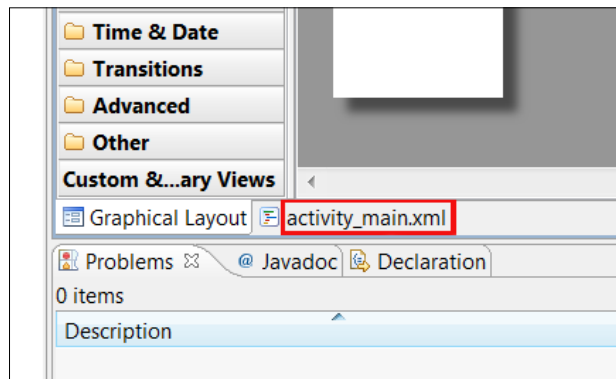 Time & Date
Transitions
Advanced
Other
Custom &...ary Views
Graphical Layout activity_main.xml
Problems @ Javadoc Declaration
0 items
Description